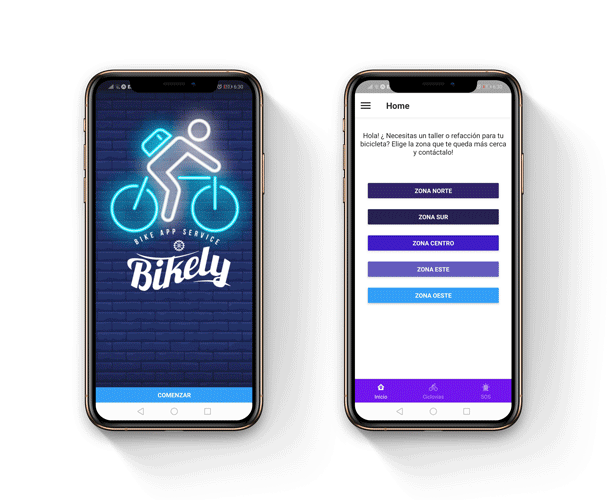 6:30
BIKE APP SERVICE
Bikely
COMENZAR
6:30
Home
Hola! ¿ Necesitas un taller o refacción para tu
bicicleta? Elige la zona que te queda más cerca
y contáctalo!
ZONA NORTE
ZONA SUR
ZONA CENTRO
ZONA ESTE
ZONA OESTE
Inicio
Ciclovías
SOS